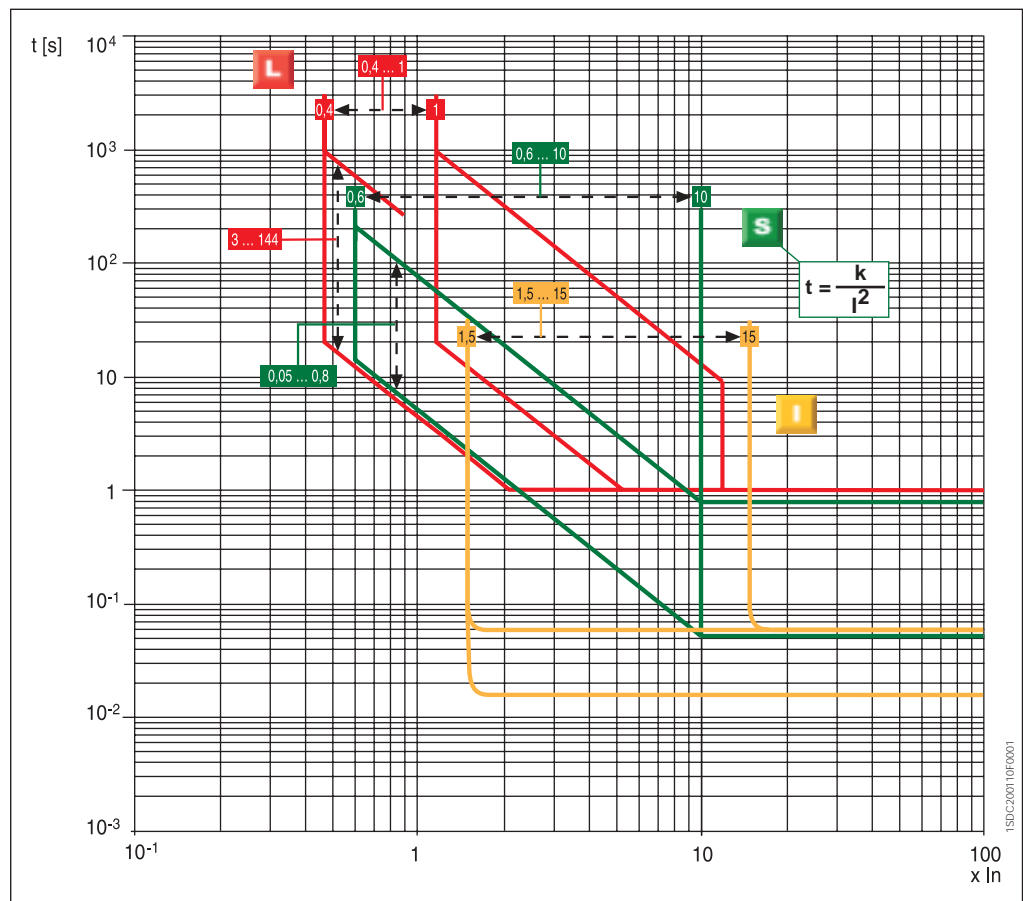 t [s]
10⁴
10³
10²
10
1
10⁻¹
10⁻²
10⁻³
L
0,4 ... 1
0,4
1
0,6 ... 10
0,6
10
S
t = k / I²
3 ... 144
1,5 ... 15
1,5
15
0,05 ... 0,8
I
10⁻¹
1
10
100
x In
1SDC200110F0001